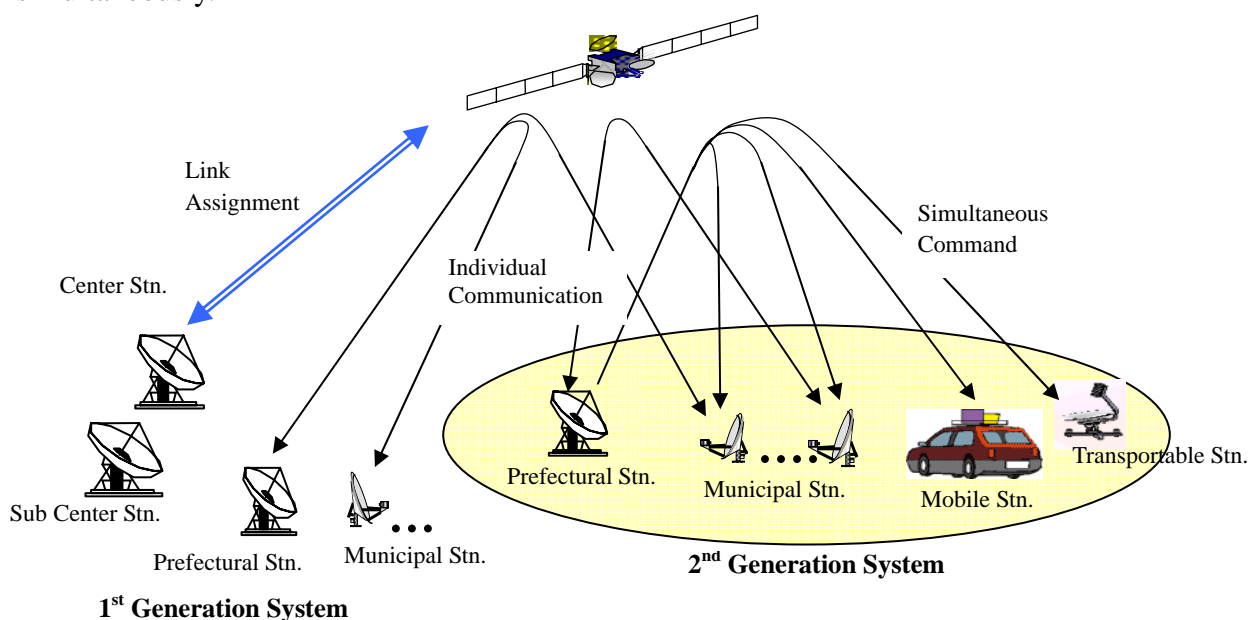 simultaneously.
Link
Assignment
Simultaneous
Command
Individual
Communication
Center Stn.
Sub Center Stn.
Prefectural Stn.
Municipal Stn.
Prefectural Stn.
Municipal Stn.
Mobile Stn.
Transportable Stn.
2nd Generation System
1st Generation System